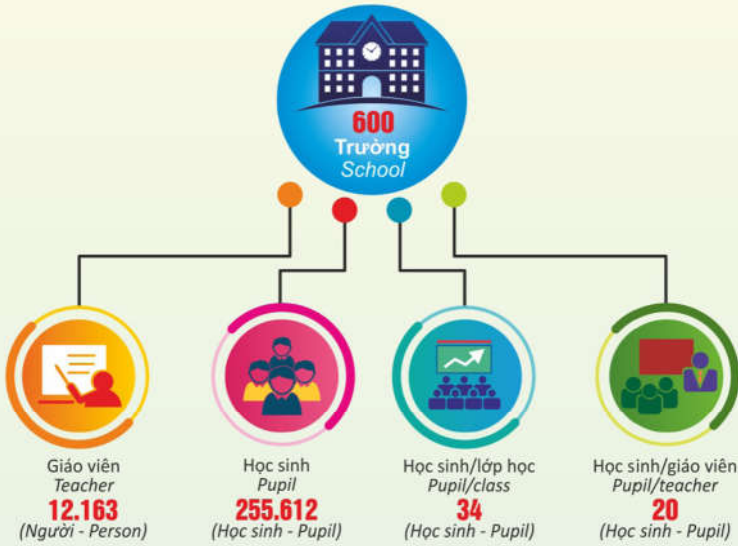 600
Trường
School
Giáo viên
Teacher
12.163
(Người - Person)
Học sinh
Pupil
255.612
(Học sinh - Pupil)
Học sinh/lớp học
Pupil/class
34
(Học sinh - Pupil)
Học sinh/giáo viên
Pupil/teacher
20
(Học sinh - Pupil)